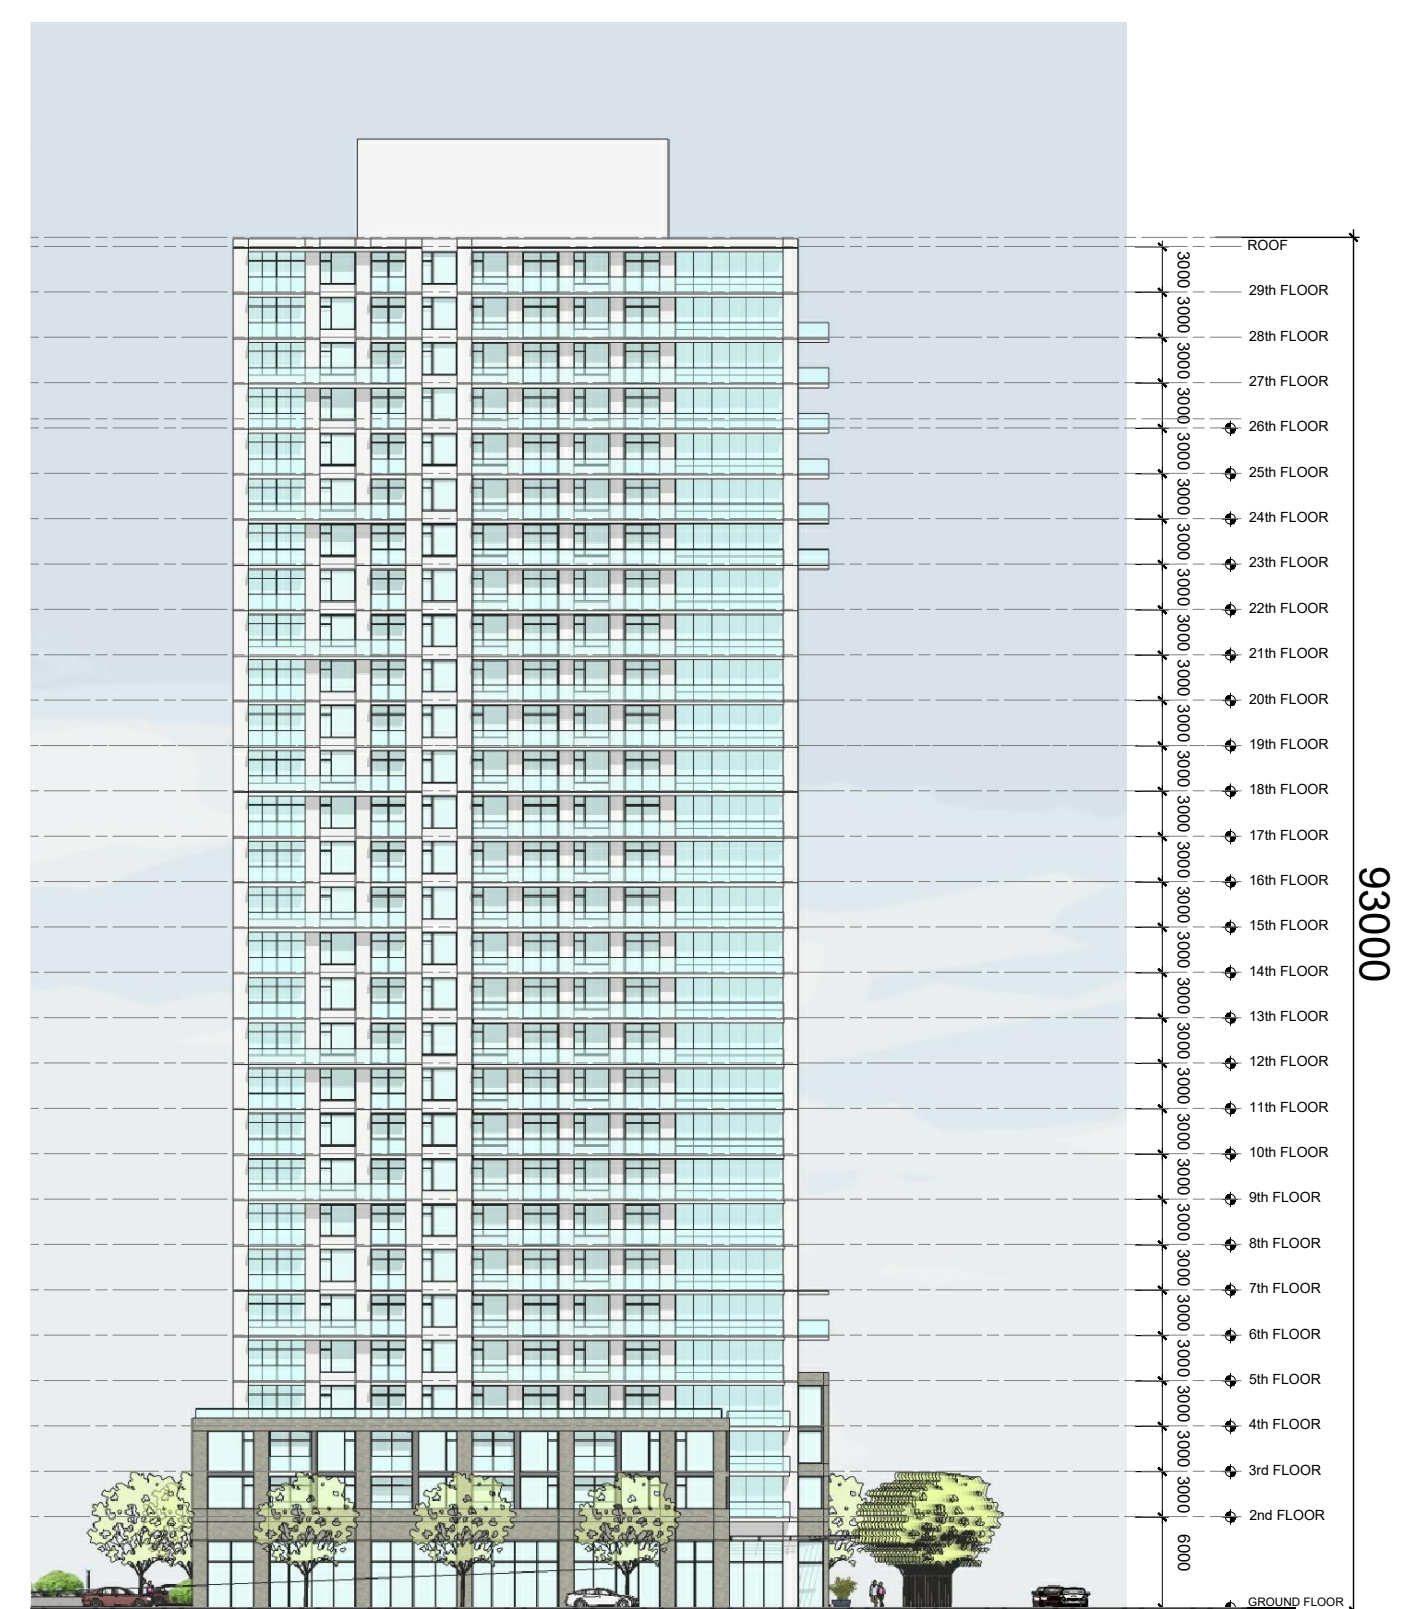 ROOF
3000
29th FLOOR
3000
28th FLOOR
3000
27th FLOOR
3000
26th FLOOR
3000
25th FLOOR
3000
24th FLOOR
3000
23th FLOOR
3000
22th FLOOR
3000
21th FLOOR
3000
20th FLOOR
3000
19th FLOOR
3000
18th FLOOR
3000
17th FLOOR
3000
16th FLOOR
3000
15th FLOOR
93000
3000
14th FLOOR
3000
13th FLOOR
3000
12th FLOOR
3000
11th FLOOR
3000
10th FLOOR
3000
9th FLOOR
3000
8th FLOOR
3000
7th FLOOR
3000
6th FLOOR
3000
5th FLOOR
3000
4th FLOOR
3000
3rd FLOOR
3000
2nd FLOOR
6000
GROUND FLOOR